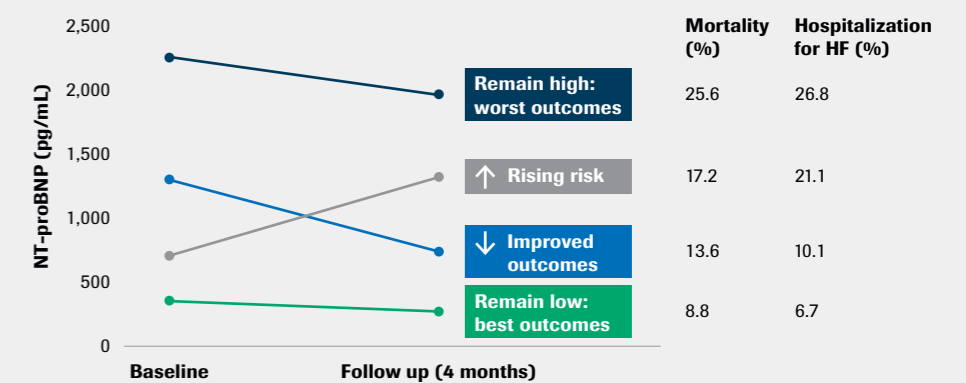 Mortality
(%)
Hospitalization
for HF (%)
NT-proBNP (pg/mL)
2,500
2,000
1,500
1,000
500
0
Remain high:
worst outcomes
25.6
26.8
↑ Rising risk
17.2
21.1
↓ Improved
outcomes
13.6
10.1
Remain low:
best outcomes
8.8
6.7
Baseline
Follow up (4 months)